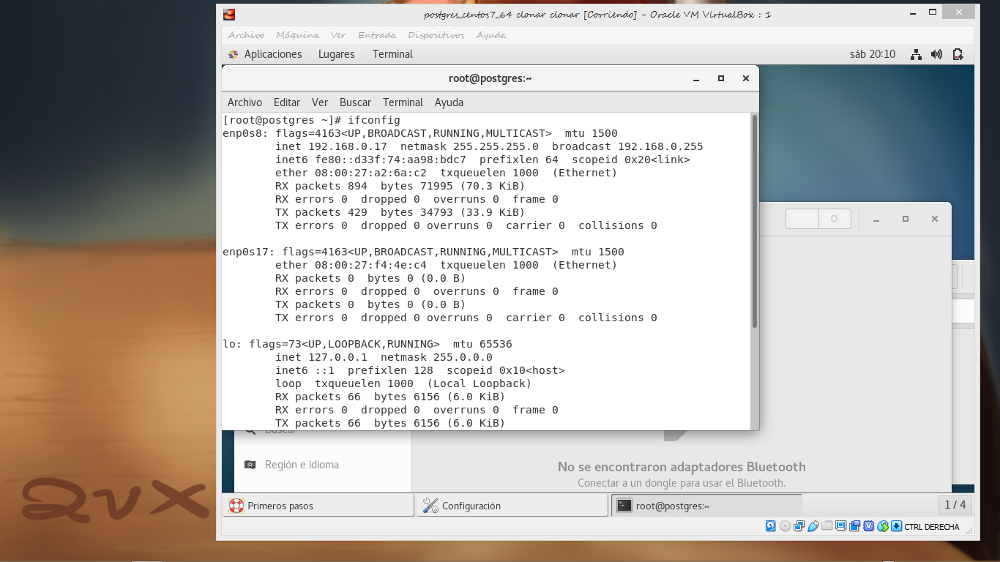 postgres_centos7_64 clonar clonar [Corriendo] - Oracle VM VirtualBox : 1
Archivo Máquina Ver Entrada Dispositivos Ayuda
Aplicaciones Lugares Terminal sáb 20:10
root@postgres:~
Archivo Editar Ver Buscar Terminal Ayuda
[root@postgres ~]# ifconfig
enp0s8: flags=4163<UP,BROADCAST,RUNNING,MULTICAST>  mtu 1500
        inet 192.168.0.17  netmask 255.255.255.0  broadcast 192.168.0.255
        inet6 fe80::d33f:74:aa98:bdc7  prefixlen 64  scopeid 0x20<link>
        ether 08:00:27:a2:6a:c2  txqueuelen 1000  (Ethernet)
        RX packets 894  bytes 71995 (70.3 KiB)
        RX errors 0  dropped 0  overruns 0  frame 0
        TX packets 429  bytes 34793 (33.9 KiB)
        TX errors 0  dropped 0 overruns 0  carrier 0  collisions 0
enp0s17: flags=4163<UP,BROADCAST,RUNNING,MULTICAST>  mtu 1500
        ether 08:00:27:f4:4e:c4  txqueuelen 1000  (Ethernet)
        RX packets 0  bytes 0 (0.0 B)
        RX errors 0  dropped 0  overruns 0  frame 0
        TX packets 0  bytes 0 (0.0 B)
        TX errors 0  dropped 0 overruns 0  carrier 0  collisions 0
lo: flags=73<UP,LOOPBACK,RUNNING>  mtu 65536
        inet 127.0.0.1  netmask 255.0.0.0
        inet6 ::1  prefixlen 128  scopeid 0x10<host>
        loop  txqueuelen 1000  (Local Loopback)
        RX packets 66  bytes 6156 (6.0 KiB)
        RX errors 0  dropped 0  overruns 0  frame 0
        TX packets 66  bytes 6156 (6.0 KiB)
Buscar
Región e idioma
No se encontraron adaptadores Bluetooth
Conectar a un dongle para usar el Bluetooth.
Primeros pasos Configuración root@postgres:~ 1 / 4
CTRL DERECHA